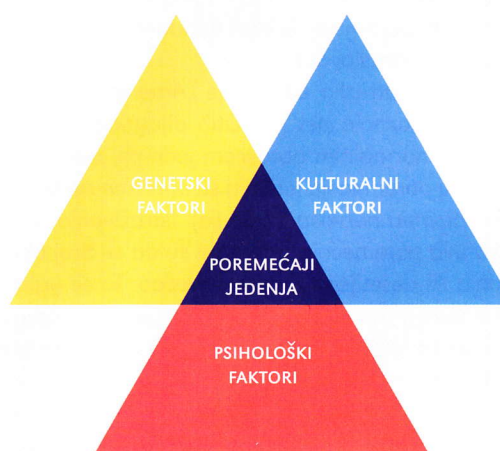 GENETSKI
FAKTORI
KULTURALNI
FAKTORI
POREMEĆAJI
JEDENJA
PSIHOLOŠKI
FAKTORI